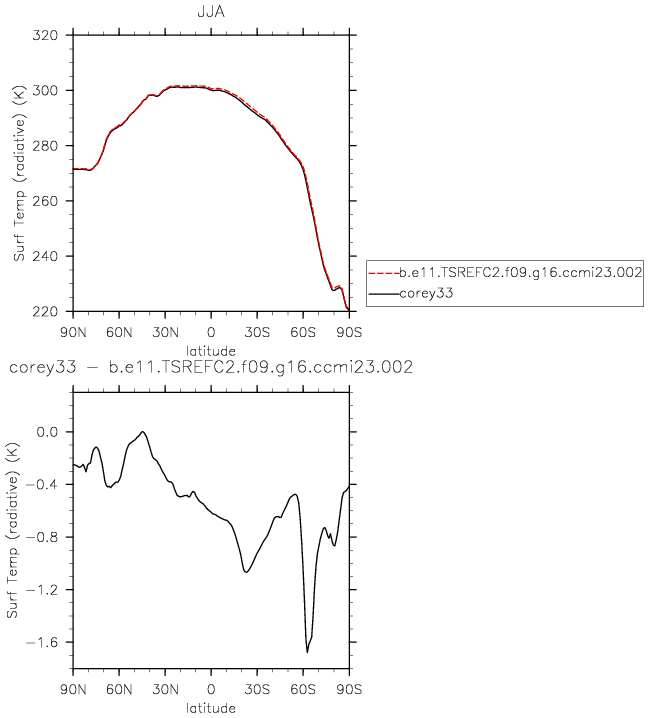 JJA
Surf Temp (radiative) (K)
320
300
280
260
240
220
90N 60N 30N 0 30S 60S 90S
latitude
b.e11.TSREFC2.f09.g16.ccmi23.002
corey33
corey33 − b.e11.TSREFC2.f09.g16.ccmi23.002
Surf Temp (radiative) (K)
0.0
−0.4
−0.8
−1.2
−1.6
90N 60N 30N 0 30S 60S 90S
latitude